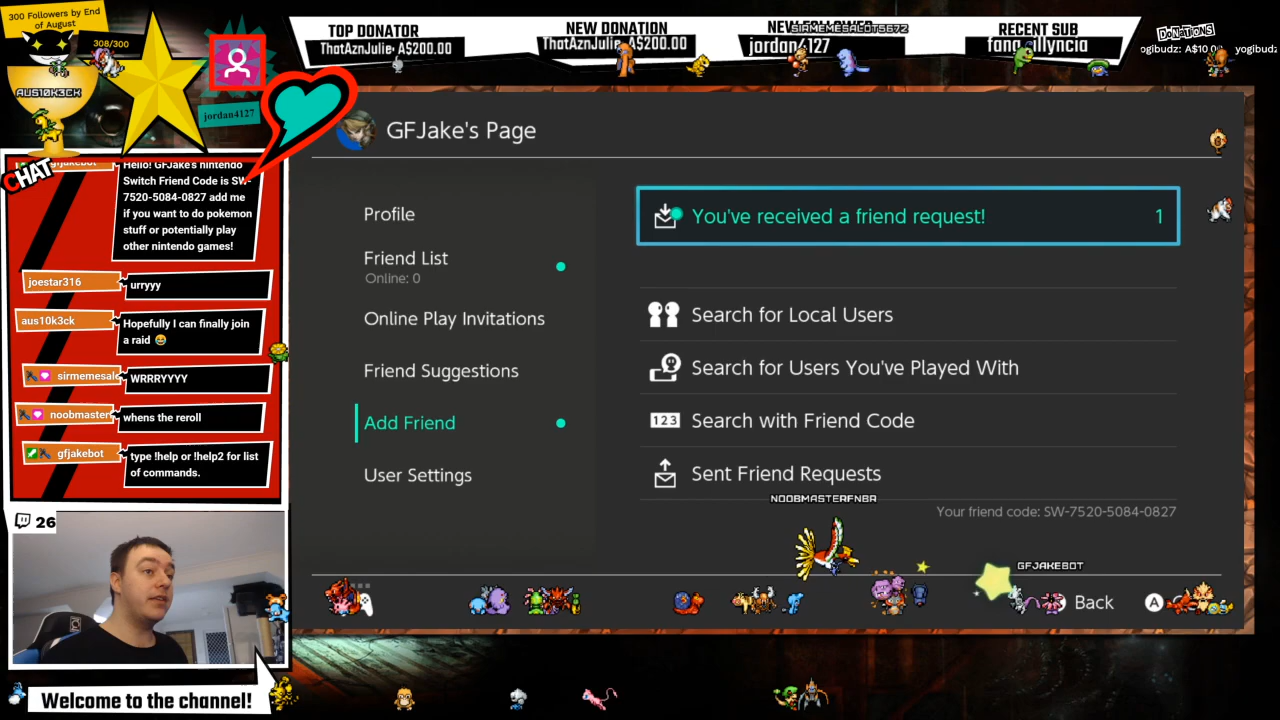 300 Followers by End
of August
308/300
AUS10K3CK
jordan4127
TOP DONATOR
ThatAznJulie: A$200.00
NEW DONATION
ThatAznJulie: A$200.00
NEW FOLLOWER
SIRMEMESALOT5672
jordan4127
RECENT SUB
DONATIONS
yogibudz:
CHAT
gfjakebot
Hello! GFJake's nintendo
Switch Friend Code is SW-
7520-5084-0827 add me
if you want to do pokemon
stuff or potentially play
other nintendo games!
joestar316
urryyy
aus10k3ck
Hopefully I can finally join
a raid 😂
sirmemesal
WRRRYYYY
noobmaster
whens the reroll
gfjakebot
type !help or !help2 for list
of commands.
26
Welcome to the channel!
GFJake's Page
Profile
Friend List
Online: 0
Online Play Invitations
Friend Suggestions
Add Friend
User Settings
You've received a friend request!
1
Search for Local Users
Search for Users You've Played With
123
Search with Friend Code
Sent Friend Requests
NOOBMASTERFNBR
Your friend code: SW-7520-5084-0827
GFJAKEBOT
Back
A